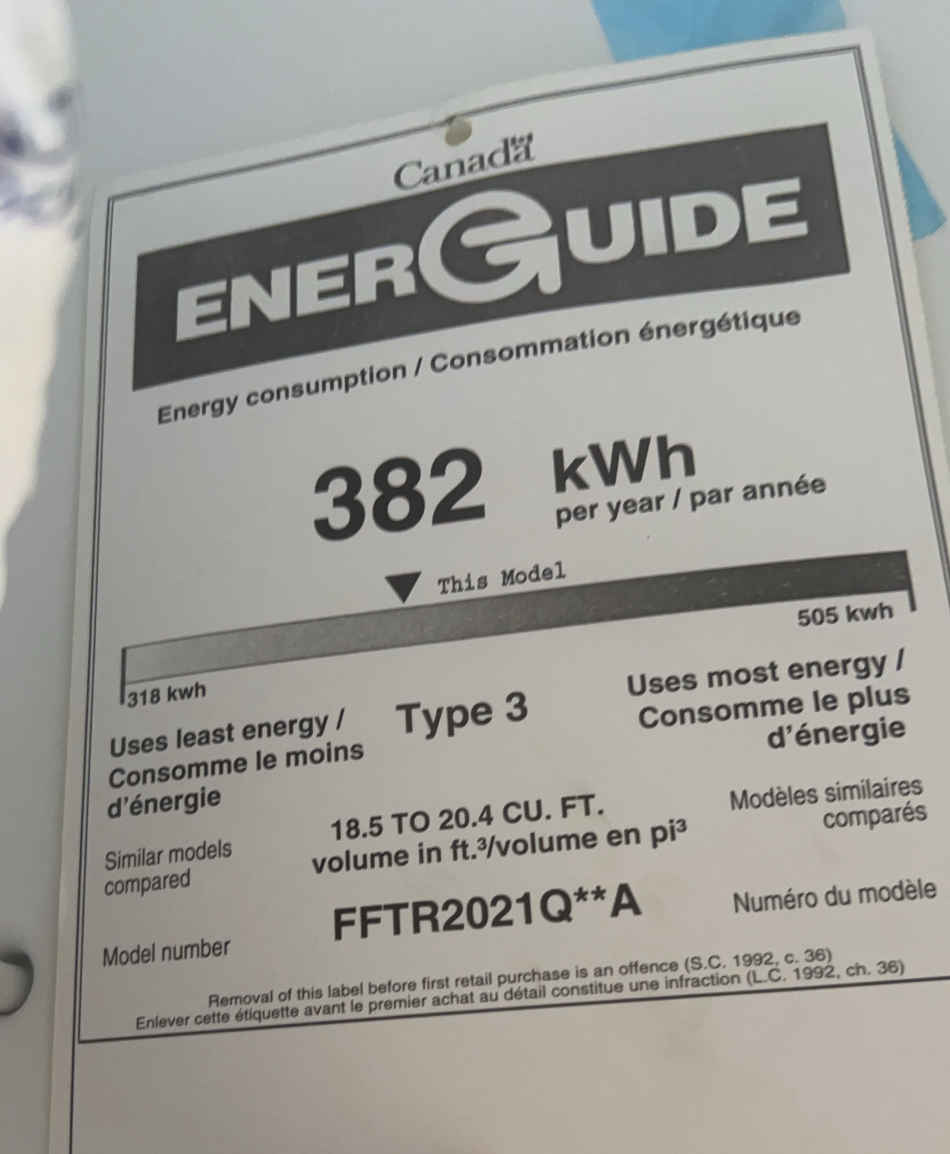 Canada
ENERGUIDE
Energy consumption / Consommation énergétique
382 kWh
per year / par année
This Model
318 kwh
505 kwh
Uses least energy /
Consomme le moins
d'énergie
Type 3
Uses most energy /
Consomme le plus
d'énergie
Similar models
compared
18.5 TO 20.4 CU. FT.
volume in ft.³/volume en pi³
Modèles similaires
comparés
Model number
FFTR2021Q**A
Numéro du modèle
Removal of this label before first retail purchase is an offence (S.C. 1992, c. 36)
Enlever cette étiquette avant le premier achat au détail constitue une infraction (L.C. 1992, ch. 36)